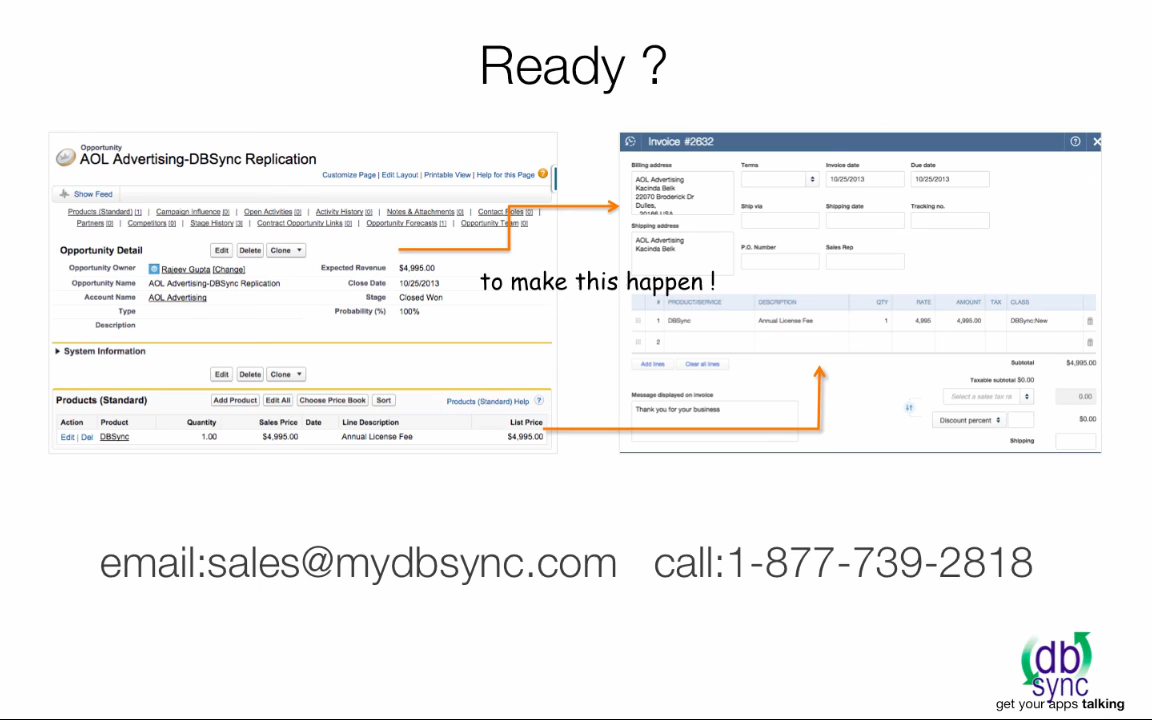 Ready ?
Opportunity
AOL Advertising-DBSync Replication
Customize Page | Edit Layout | Printable View | Help for this Page
Show Feed
Products (Standard) [1] | Campaign Influence [0] | Open Activities [0] | Activity History [0] | Notes & Attachments [0] | Contact Roles [0] |
Partners [0] | Competitors [0] | Stage History [3] | Contract Opportunity Links [0] | Opportunity Forecasts [1] | Opportunity Team [0]
Opportunity Detail Edit Delete Clone
Opportunity Owner Rajeev Gupta [Change] Expected Revenue $4,995.00
Opportunity Name AOL Advertising-DBSync Replication Close Date 10/25/2013
Account Name AOL Advertising Stage Closed Won
Type Probability (%) 100%
Description
System Information
Edit Delete Clone
Products (Standard) Add Product Edit All Choose Price Book Sort Products (Standard) Help ?
Action Product Quantity Sales Price Date Line Description List Price
Edit | Del DBSync 1.00 $4,995.00 Annual License Fee $4,995.00
to make this happen !
Invoice #2632
Billing address Terms Invoice date Due date
AOL Advertising 10/25/2013 10/25/2013
Kacinda Belk
22070 Broderick Dr
Dulles,
20166 USA
Ship via Shipping date Tracking no.
Shipping address
AOL Advertising
Kacinda Belk
P.O. Number Sales Rep
# PRODUCT/SERVICE DESCRIPTION QTY RATE AMOUNT TAX CLASS
1 DBSync Annual License Fee 1 4,995 4,995.00 DBSync:New
2
Add lines Clear all lines Subtotal $4,995.00
Taxable subtotal $0.00
Message displayed on invoice Select a sales tax ra 0.00
Thank you for your business
Discount percent $0.00
Shipping
email:sales@mydbsync.com call:1-877-739-2818
db
sync
get your apps talking